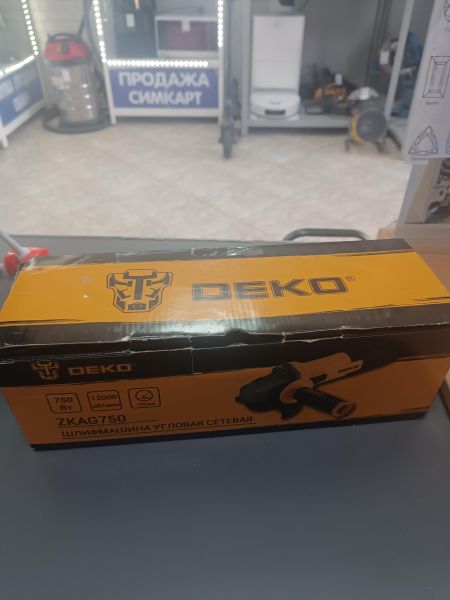 ПРОДАЖА
СИМКАРТ
DEKO®
DEKO
750
Вт
12000
об/мин
ZKAG750
ШЛИФМАШИНА УГЛОВАЯ СЕТЕВАЯ